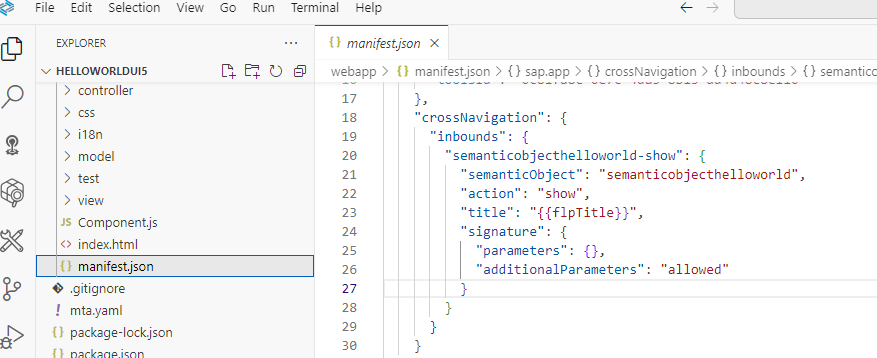 File Edit Selection View Go Run Terminal Help
EXPLORER
manifest.json
HELLOWORLDUI5
webapp > {} manifest.json > {} sap.app > {} crossNavigation > {} inbounds > {} semantico
controller
css
i18n
model
test
view
JS Component.js
<> index.html
{} manifest.json
.gitignore
! mta.yaml
{} package-lock.json
{} package.json
17 },
18 "crossNavigation": {
19 "inbounds": {
20 "semanticobjecthelloworld-show": {
21 "semanticObject": "semanticobjecthelloworld",
22 "action": "show",
23 "title": "{{flpTitle}}",
24 "signature": {
25 "parameters": {},
26 "additionalParameters": "allowed"
27 }
28 }
29 }
30 }